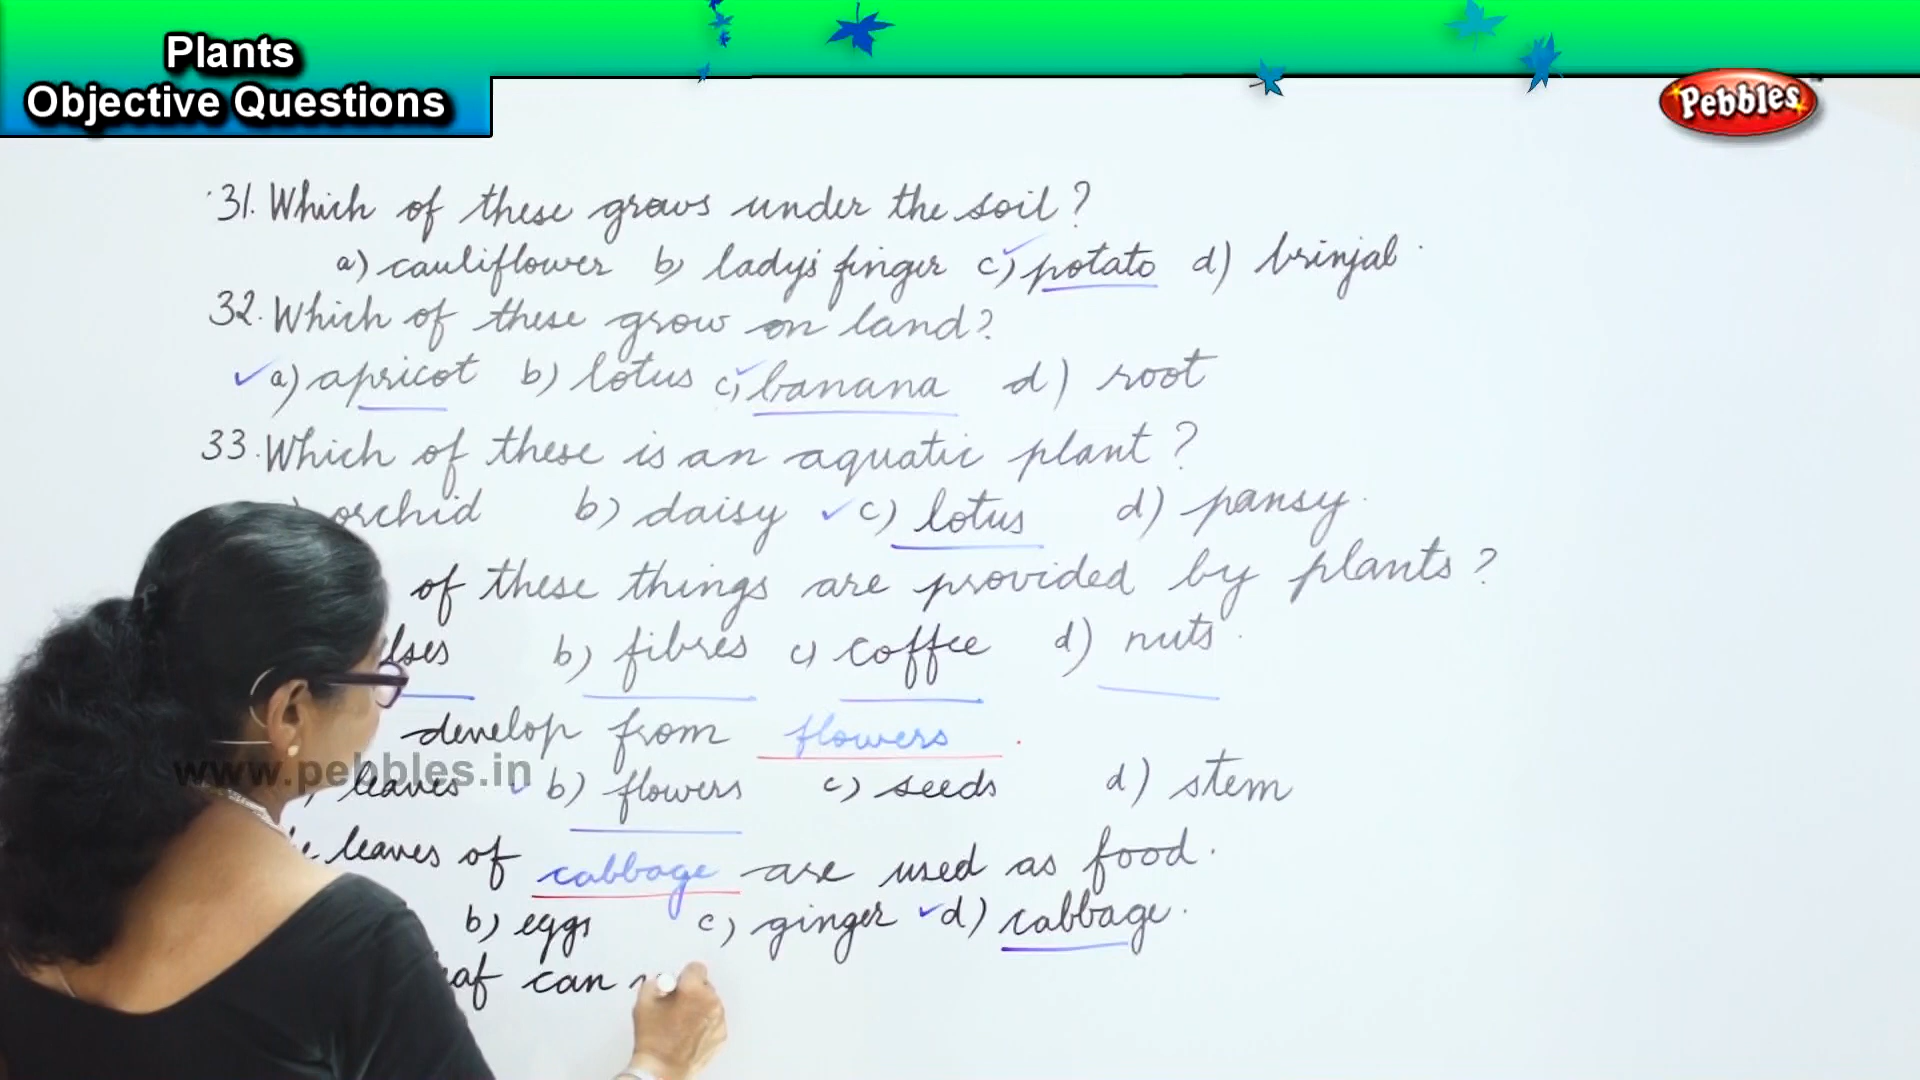 Plants
Objective Questions
Pebbles
31. Which of these grows under the soil?
a) cauliflower b) lady's finger c) potato d) brinjal
32. Which of these grow on land?
a) apricot b) lotus c) banana d) root
33. Which of these is an aquatic plant?
orchid b) daisy c) lotus d) pansy.
of these things are provided by plants?
b) fibres c) coffee d) nuts.
develop from flowers.
www.pebbles.in
leaves b) flowers c) seeds d) stem
leaves of cabbage are used as food.
b) eggs c) ginger d) cabbage.
can